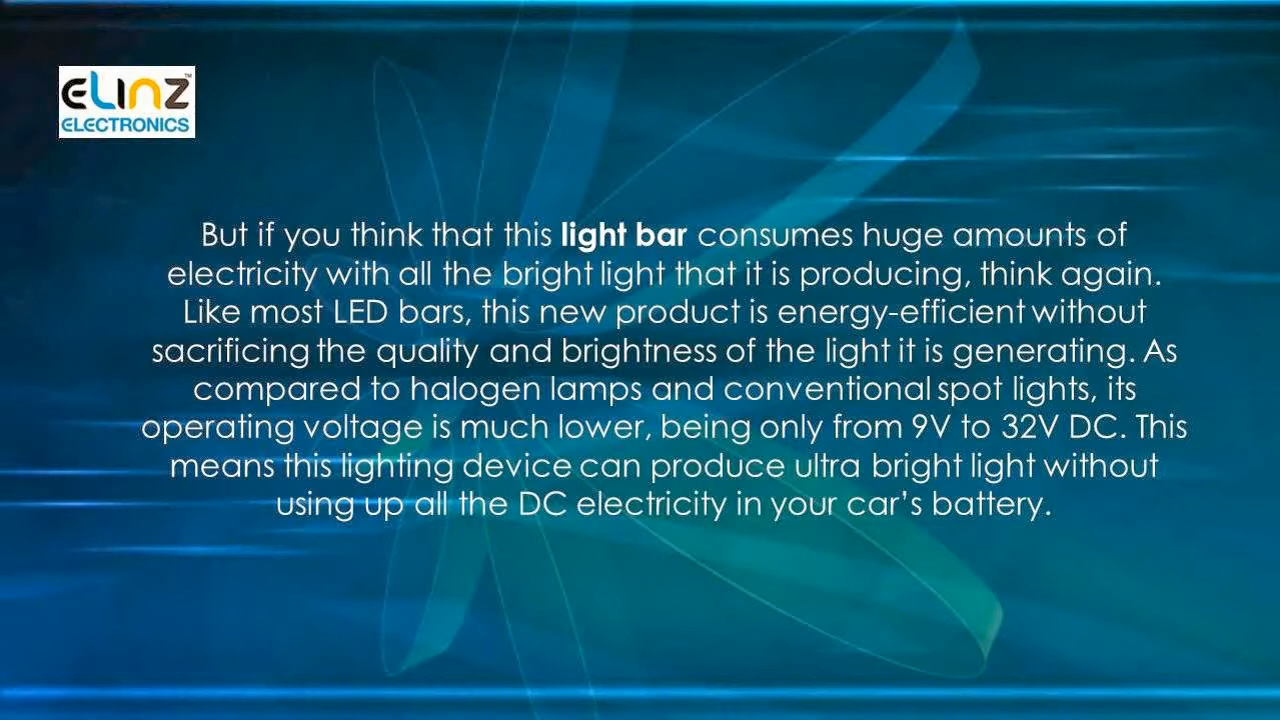 eLinz™
ELECTRONICS
But if you think that this light bar consumes huge amounts of
electricity with all the bright light that it is producing, think again.
Like most LED bars, this new product is energy-efficient without
sacrificing the quality and brightness of the light it is generating. As
compared to halogen lamps and conventional spot lights, its
operating voltage is much lower, being only from 9V to 32V DC. This
means this lighting device can produce ultra bright light without
using up all the DC electricity in your car’s battery.